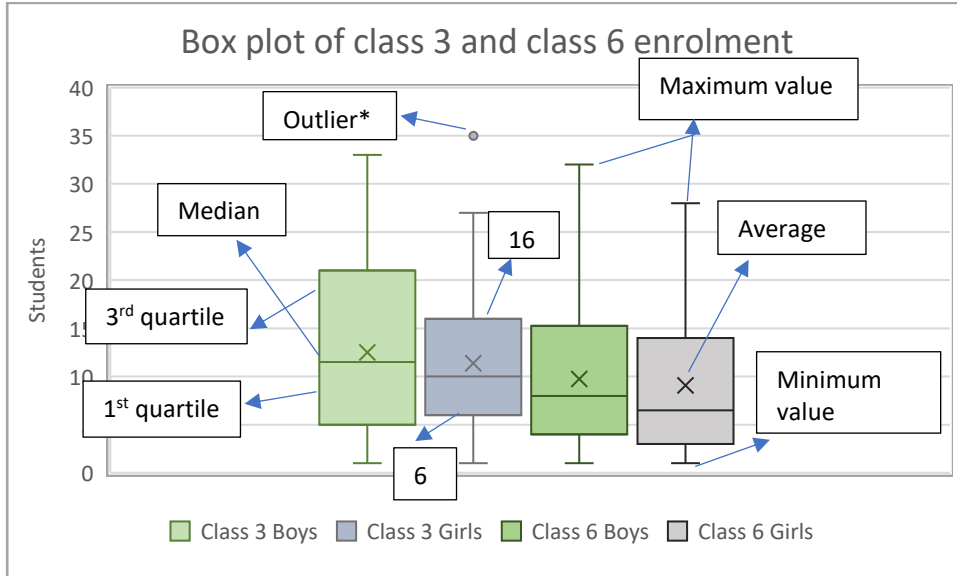 Box plot of class 3 and class 6 enrolment
Maximum value
Outlier*
Median
16
Average
3rd quartile
1st quartile
Minimum
value
6
Students
40
35
30
25
20
15
10
5
0
Class 3 Boys
Class 3 Girls
Class 6 Boys
Class 6 Girls